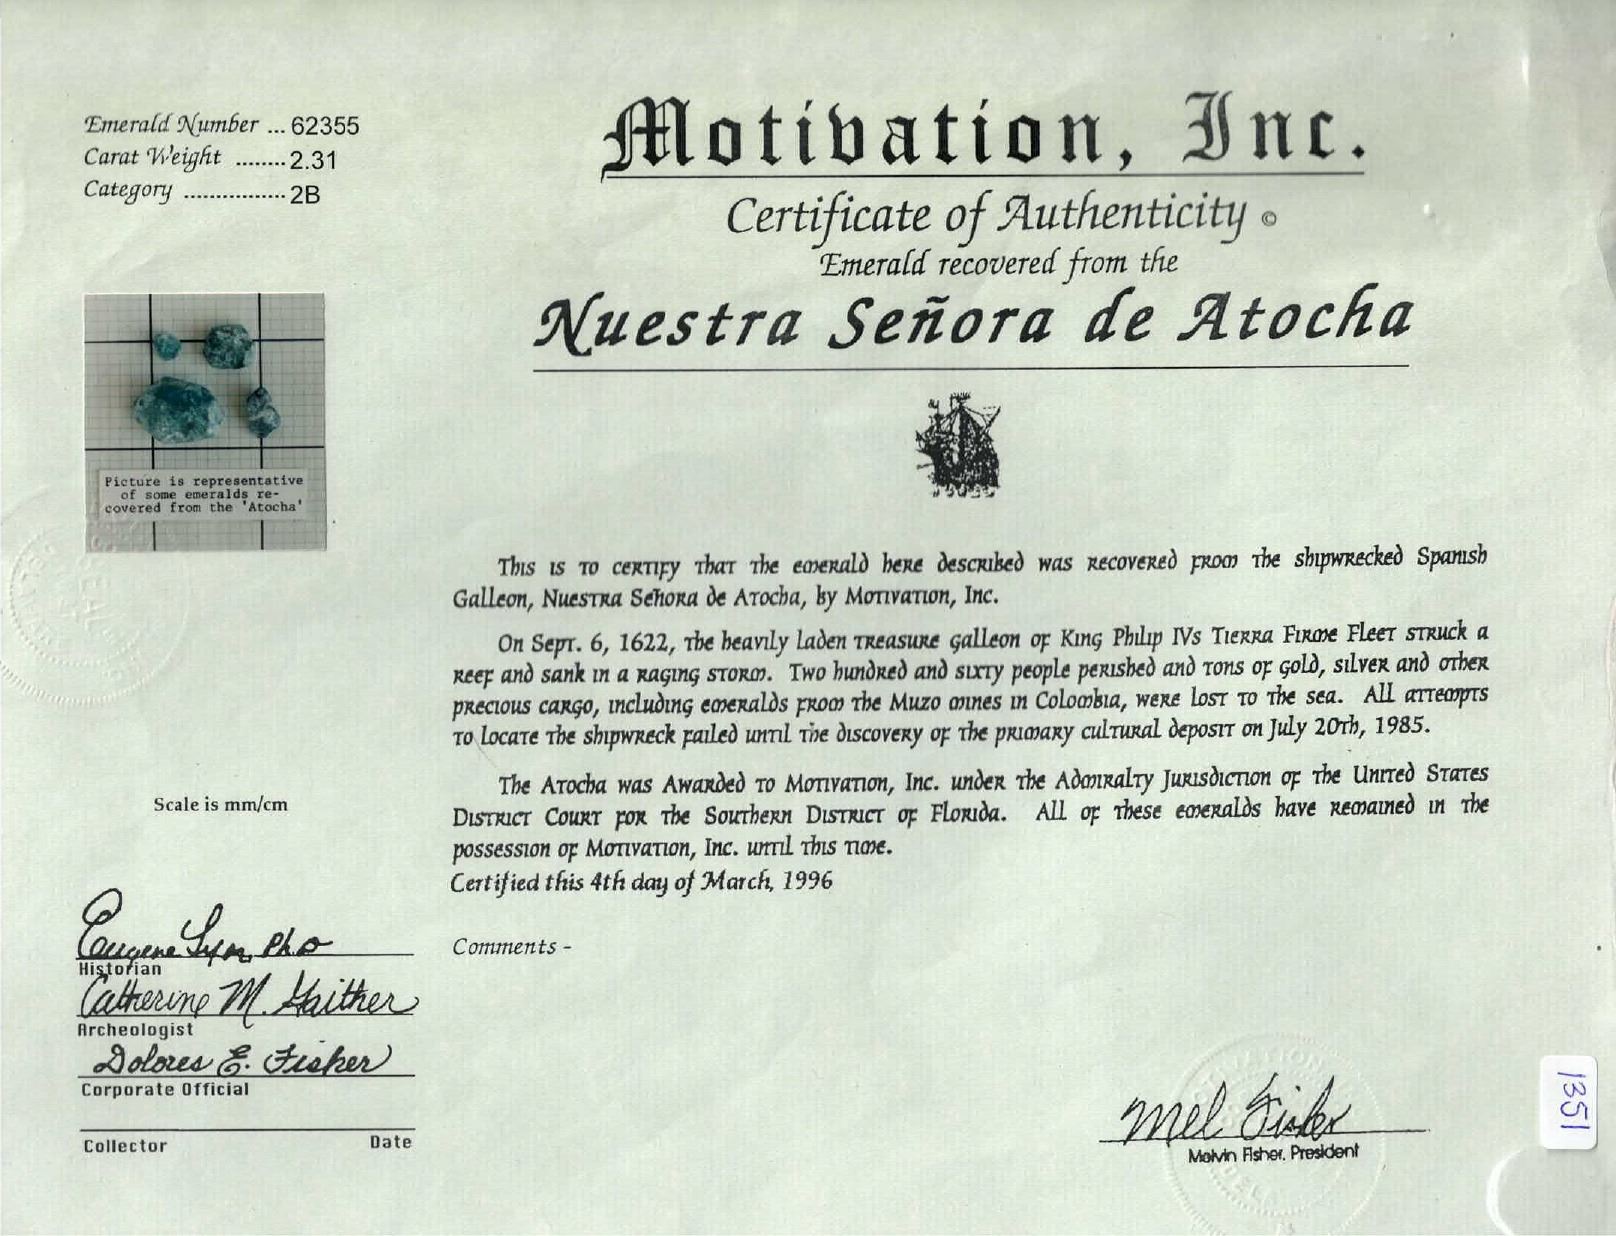 Emerald Number ... 62355
Carat Weight ........ 2.31
Category ................ 2B
Motivation, Inc.
Certificate of Authenticity ©
Emerald recovered from the
Nuestra Señora de Atocha
Picture is representative
of some emeralds re-
covered from the 'Atocha'
This is to certify that the emerald here described was recovered from the shipwrecked Spanish
Galleon, Nuestra Señora de Atocha, by Motivation, Inc.
On Sept. 6, 1622, the heavily laden treasure galleon of King Philip IVs Tierra Firme Fleet struck a
reef and sank in a raging storm. Two hundred and sixty people perished and tons of gold, silver and other
precious cargo, including emeralds from the Muzo mines in Colombia, were lost to the sea. All attempts
to locate the shipwreck failed until the discovery of the primary cultural deposit on July 20th, 1985.
The Atocha was Awarded to Motivation, Inc. under the Admiralty Jurisdiction of the United States
District Court for the Southern District of Florida. All of these emeralds have remained in the
possession of Motivation, Inc. until this time.
Certified this 4th day of March, 1996
Comments -
Scale is mm/cm
Eugene Lyon, PhD
Historian
Catherine M. Gaither
Archeologist
Dolores E. Fisher
Corporate Official
Collector Date
Mel Fisher
Melvin Fisher, President
1351